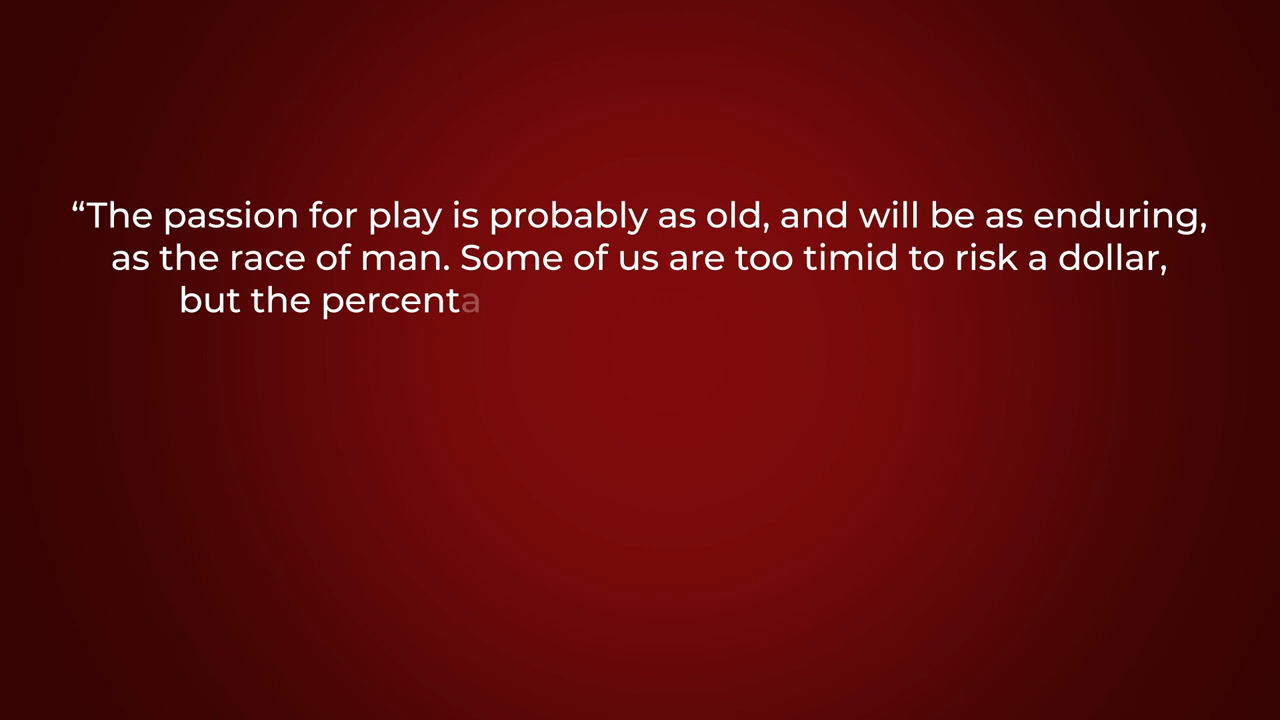 “The passion for play is probably as old, and will be as enduring,
as the race of man. Some of us are too timid to risk a dollar,
but the percenta